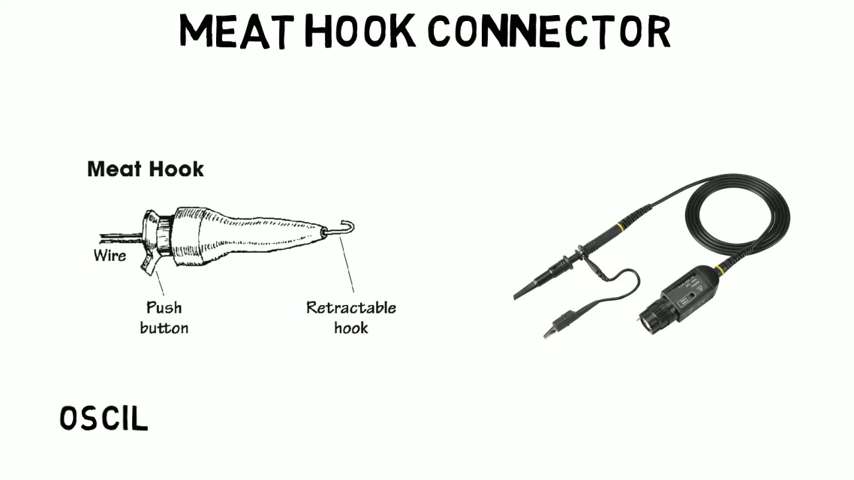 MEAT HOOK CONNECTOR
Meat Hook
Wire
Push
button
Retractable
hook
OSCIL